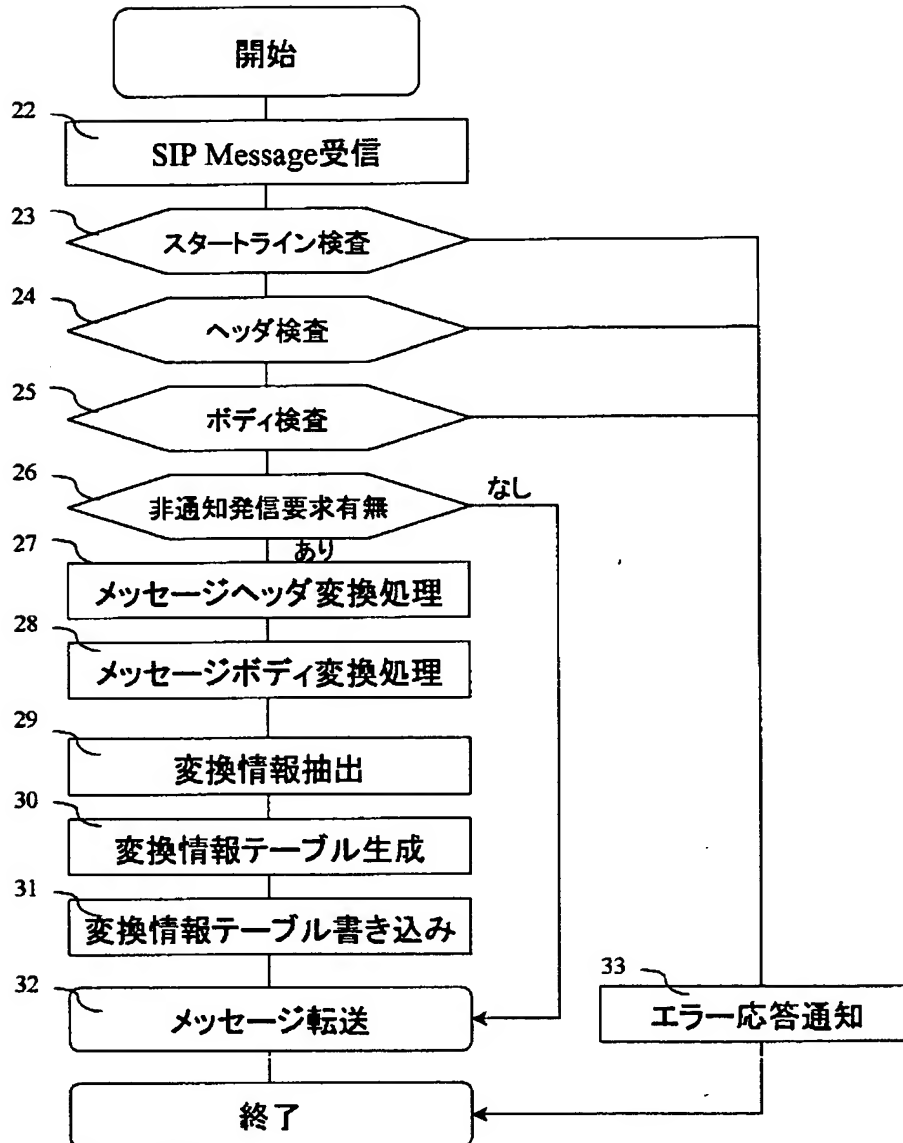 開始
22
SIP Message受信
23
スタートライン検査
24
ヘッダ検査
25
ボディ検査
26
非通知発信要求有無
なし
あり
27
メッセージヘッダ変換処理
28
メッセージボディ変換処理
29
変換情報抽出
30
変換情報テーブル生成
31
変換情報テーブル書き込み
32
メッセージ転送
33
エラー応答通知
終了